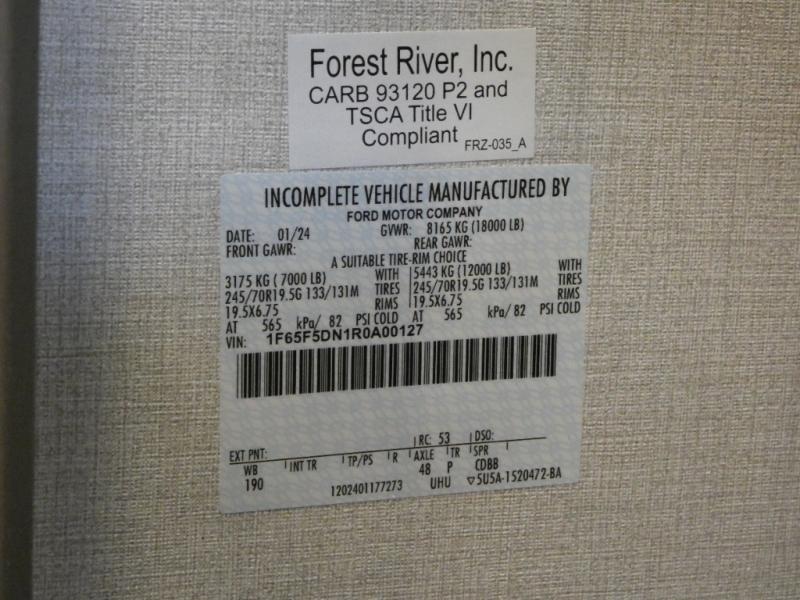 Forest River, Inc.
CARB 93120 P2 and
TSCA Title VI
Compliant
FRZ-035_A
INCOMPLETE VEHICLE MANUFACTURED BY
FORD MOTOR COMPANY
DATE: 01/24 GVWR: 8165 KG (18000 LB)
FRONT GAWR: REAR GAWR:
A SUITABLE TIRE-RIM CHOICE
3175 KG ( 7000 LB) WITH 5443 KG (12000 LB) WITH
245/70R19.5G 133/131M TIRES 245/70R19.5G 133/131M TIRES
19.5X6.75 RIMS 19.5X6.75 RIMS
AT 565 kPa/ 82 PSI COLD AT 565 kPa/ 82 PSI COLD
VIN: 1F65F5DN1R0A00127
EXT PNT: RC: 53 DSO:
WB INT TR TP/PS R AXLE TR SPR
190 48 P CDBB
1202401177273 UHU ▽5U5A-1520472-BA